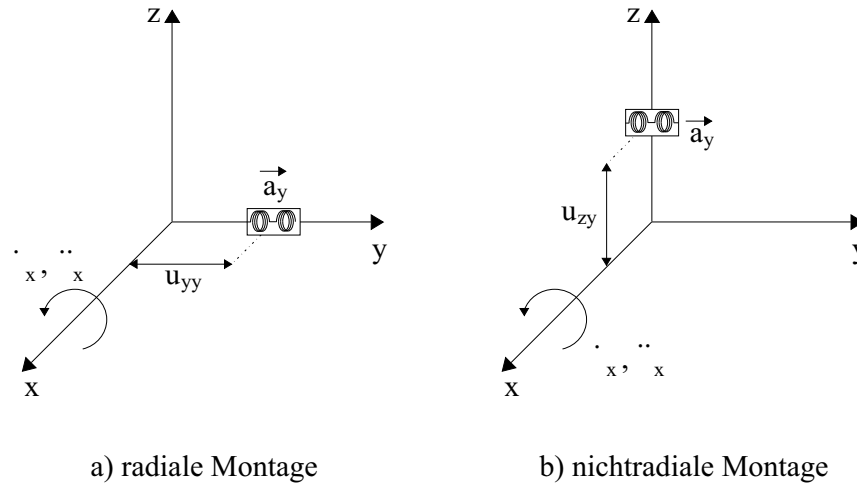 z
z
a_y
a_y
u_zy
y
y
u_yy
ẋ, ẍ
x
x
a) radiale Montage
b) nichtradiale Montage